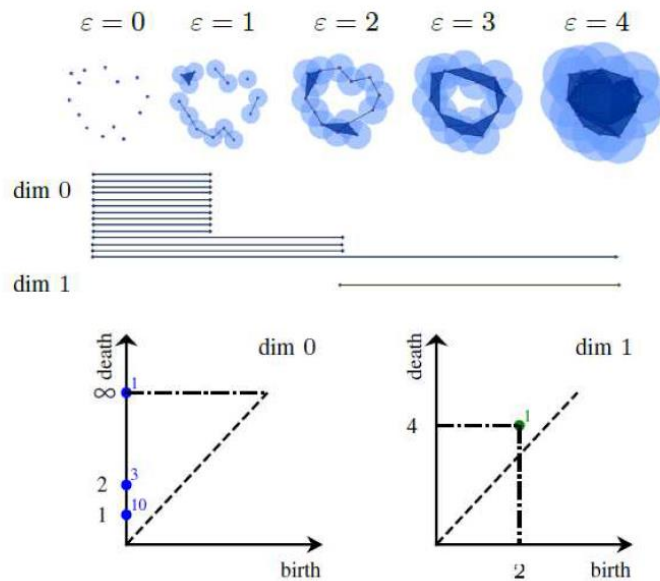 ε = 0 ε = 1 ε = 2 ε = 3 ε = 4
dim 0
dim 1
death
dim 0
∞
1
2
3
1
10
birth
death
dim 1
4
1
2
birth